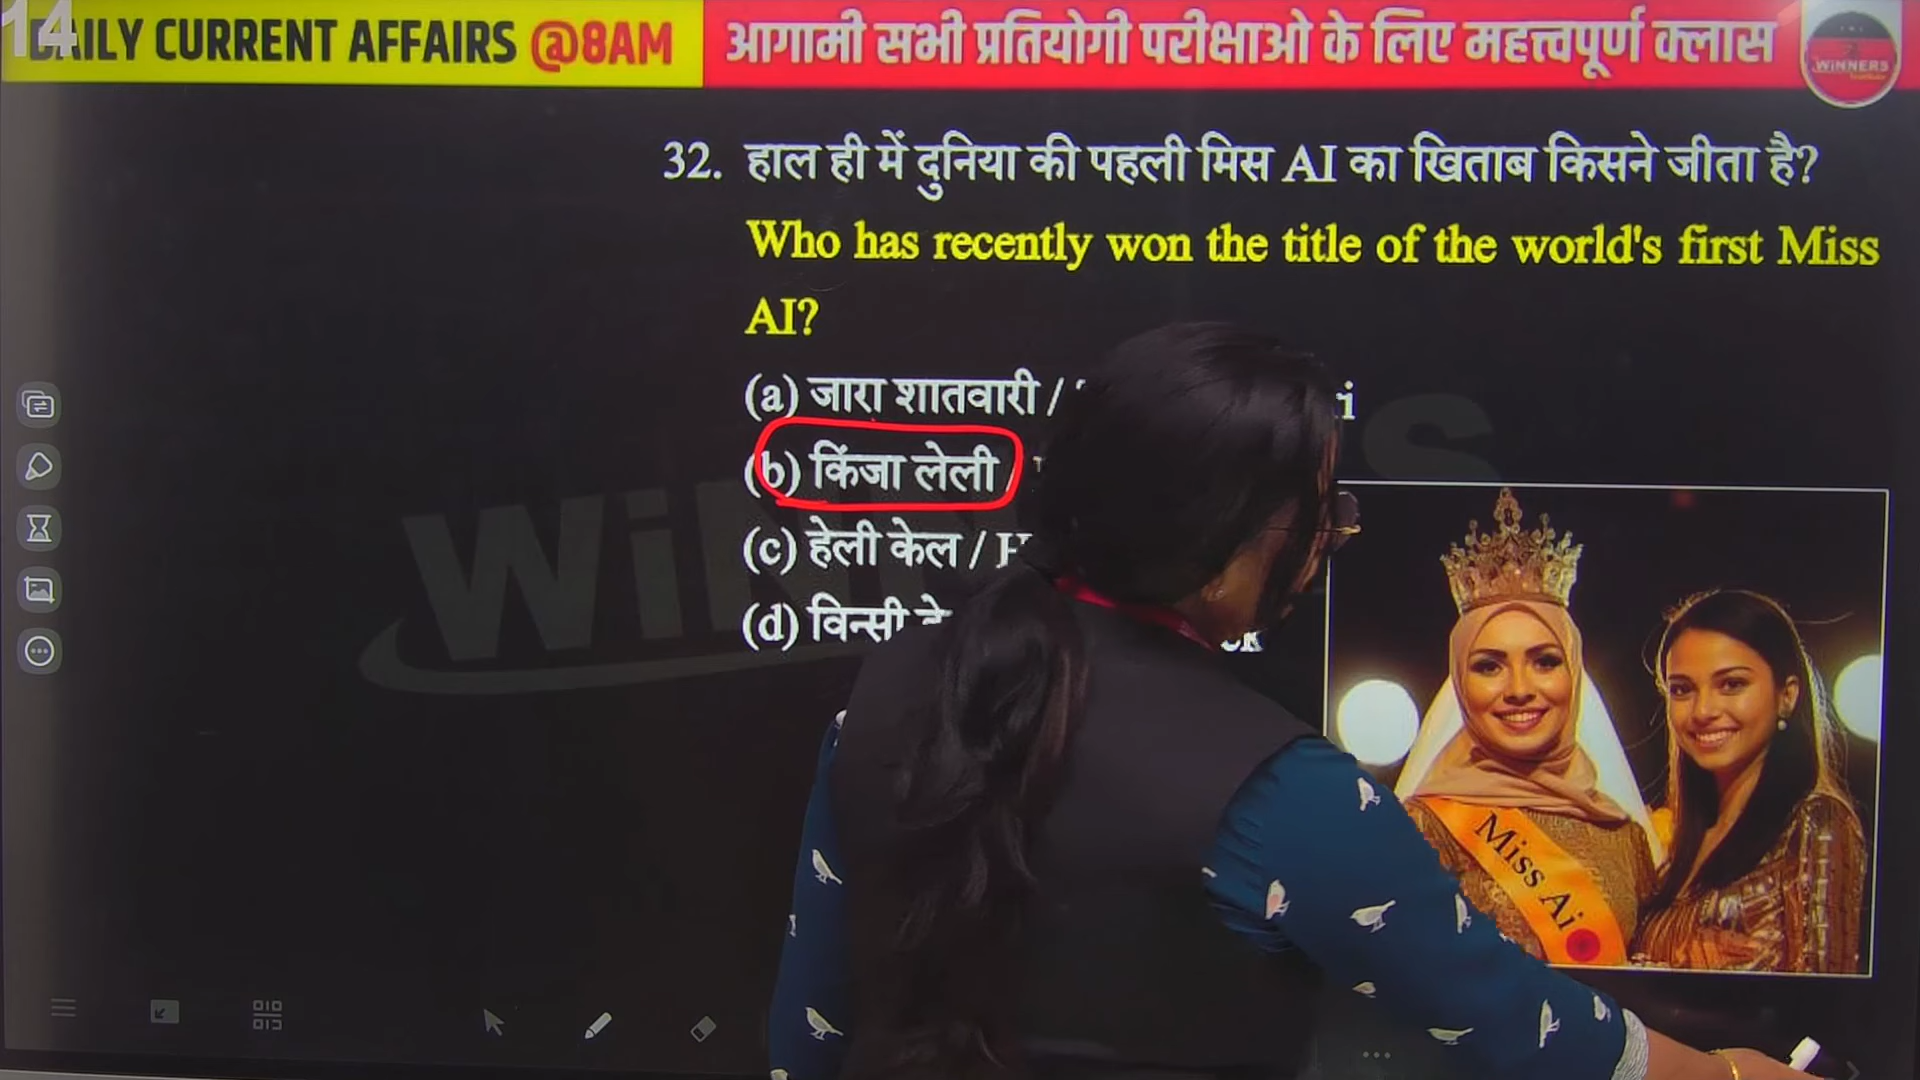 14
DAILY CURRENT AFFAIRS @8AM
आगामी सभी प्रतियोगी परीक्षाओ के लिए महत्त्वपूर्ण क्लास
WiNNERS
32. हाल ही में दुनिया की पहली मिस AI का खिताब किसने जीता है?
Who has recently won the title of the world's first Miss
AI?
(a) जारा शातवारी /
(b) किंजा लेली
(c) हेली केल / H
(d) विन्सी
Miss Ai